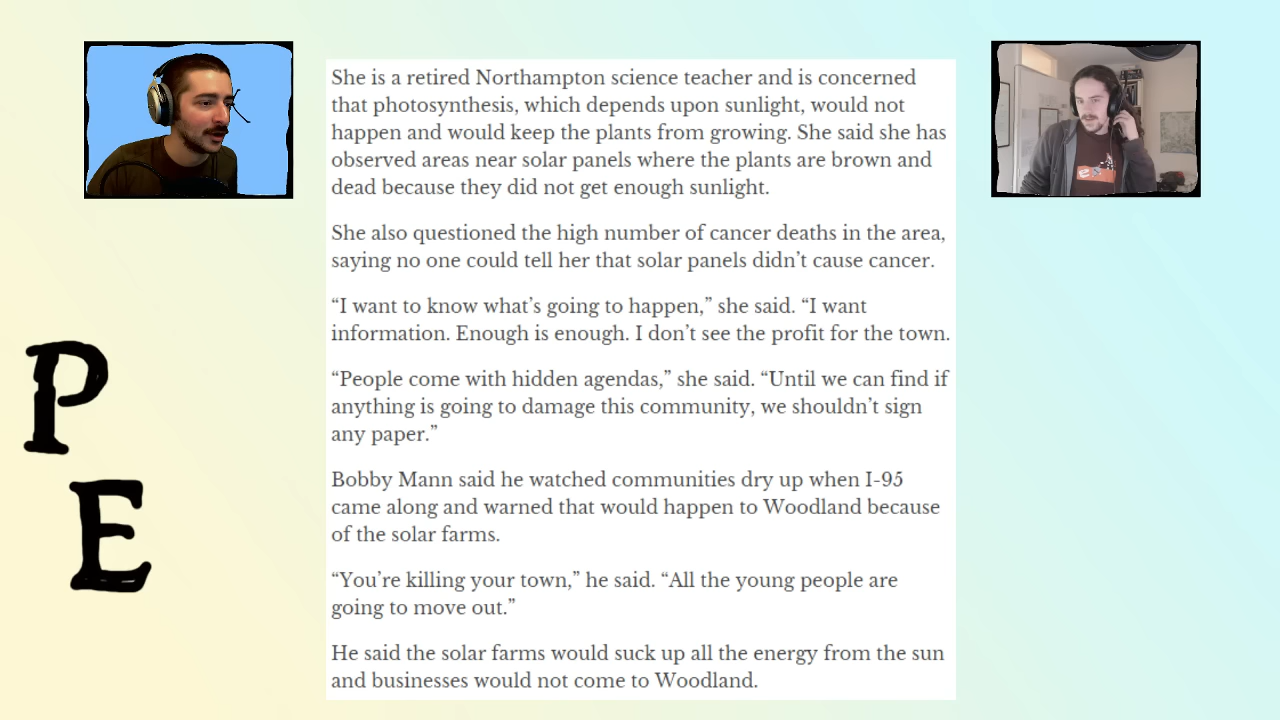 She is a retired Northampton science teacher and is concerned
that photosynthesis, which depends upon sunlight, would not
happen and would keep the plants from growing. She said she has
observed areas near solar panels where the plants are brown and
dead because they did not get enough sunlight.
She also questioned the high number of cancer deaths in the area,
saying no one could tell her that solar panels didn’t cause cancer.
“I want to know what’s going to happen,” she said. “I want
information. Enough is enough. I don’t see the profit for the town.
“People come with hidden agendas,” she said. “Until we can find if
anything is going to damage this community, we shouldn’t sign
any paper.”
Bobby Mann said he watched communities dry up when I-95
came along and warned that would happen to Woodland because
of the solar farms.
“You’re killing your town,” he said. “All the young people are
going to move out.”
He said the solar farms would suck up all the energy from the sun
and businesses would not come to Woodland.
P
E